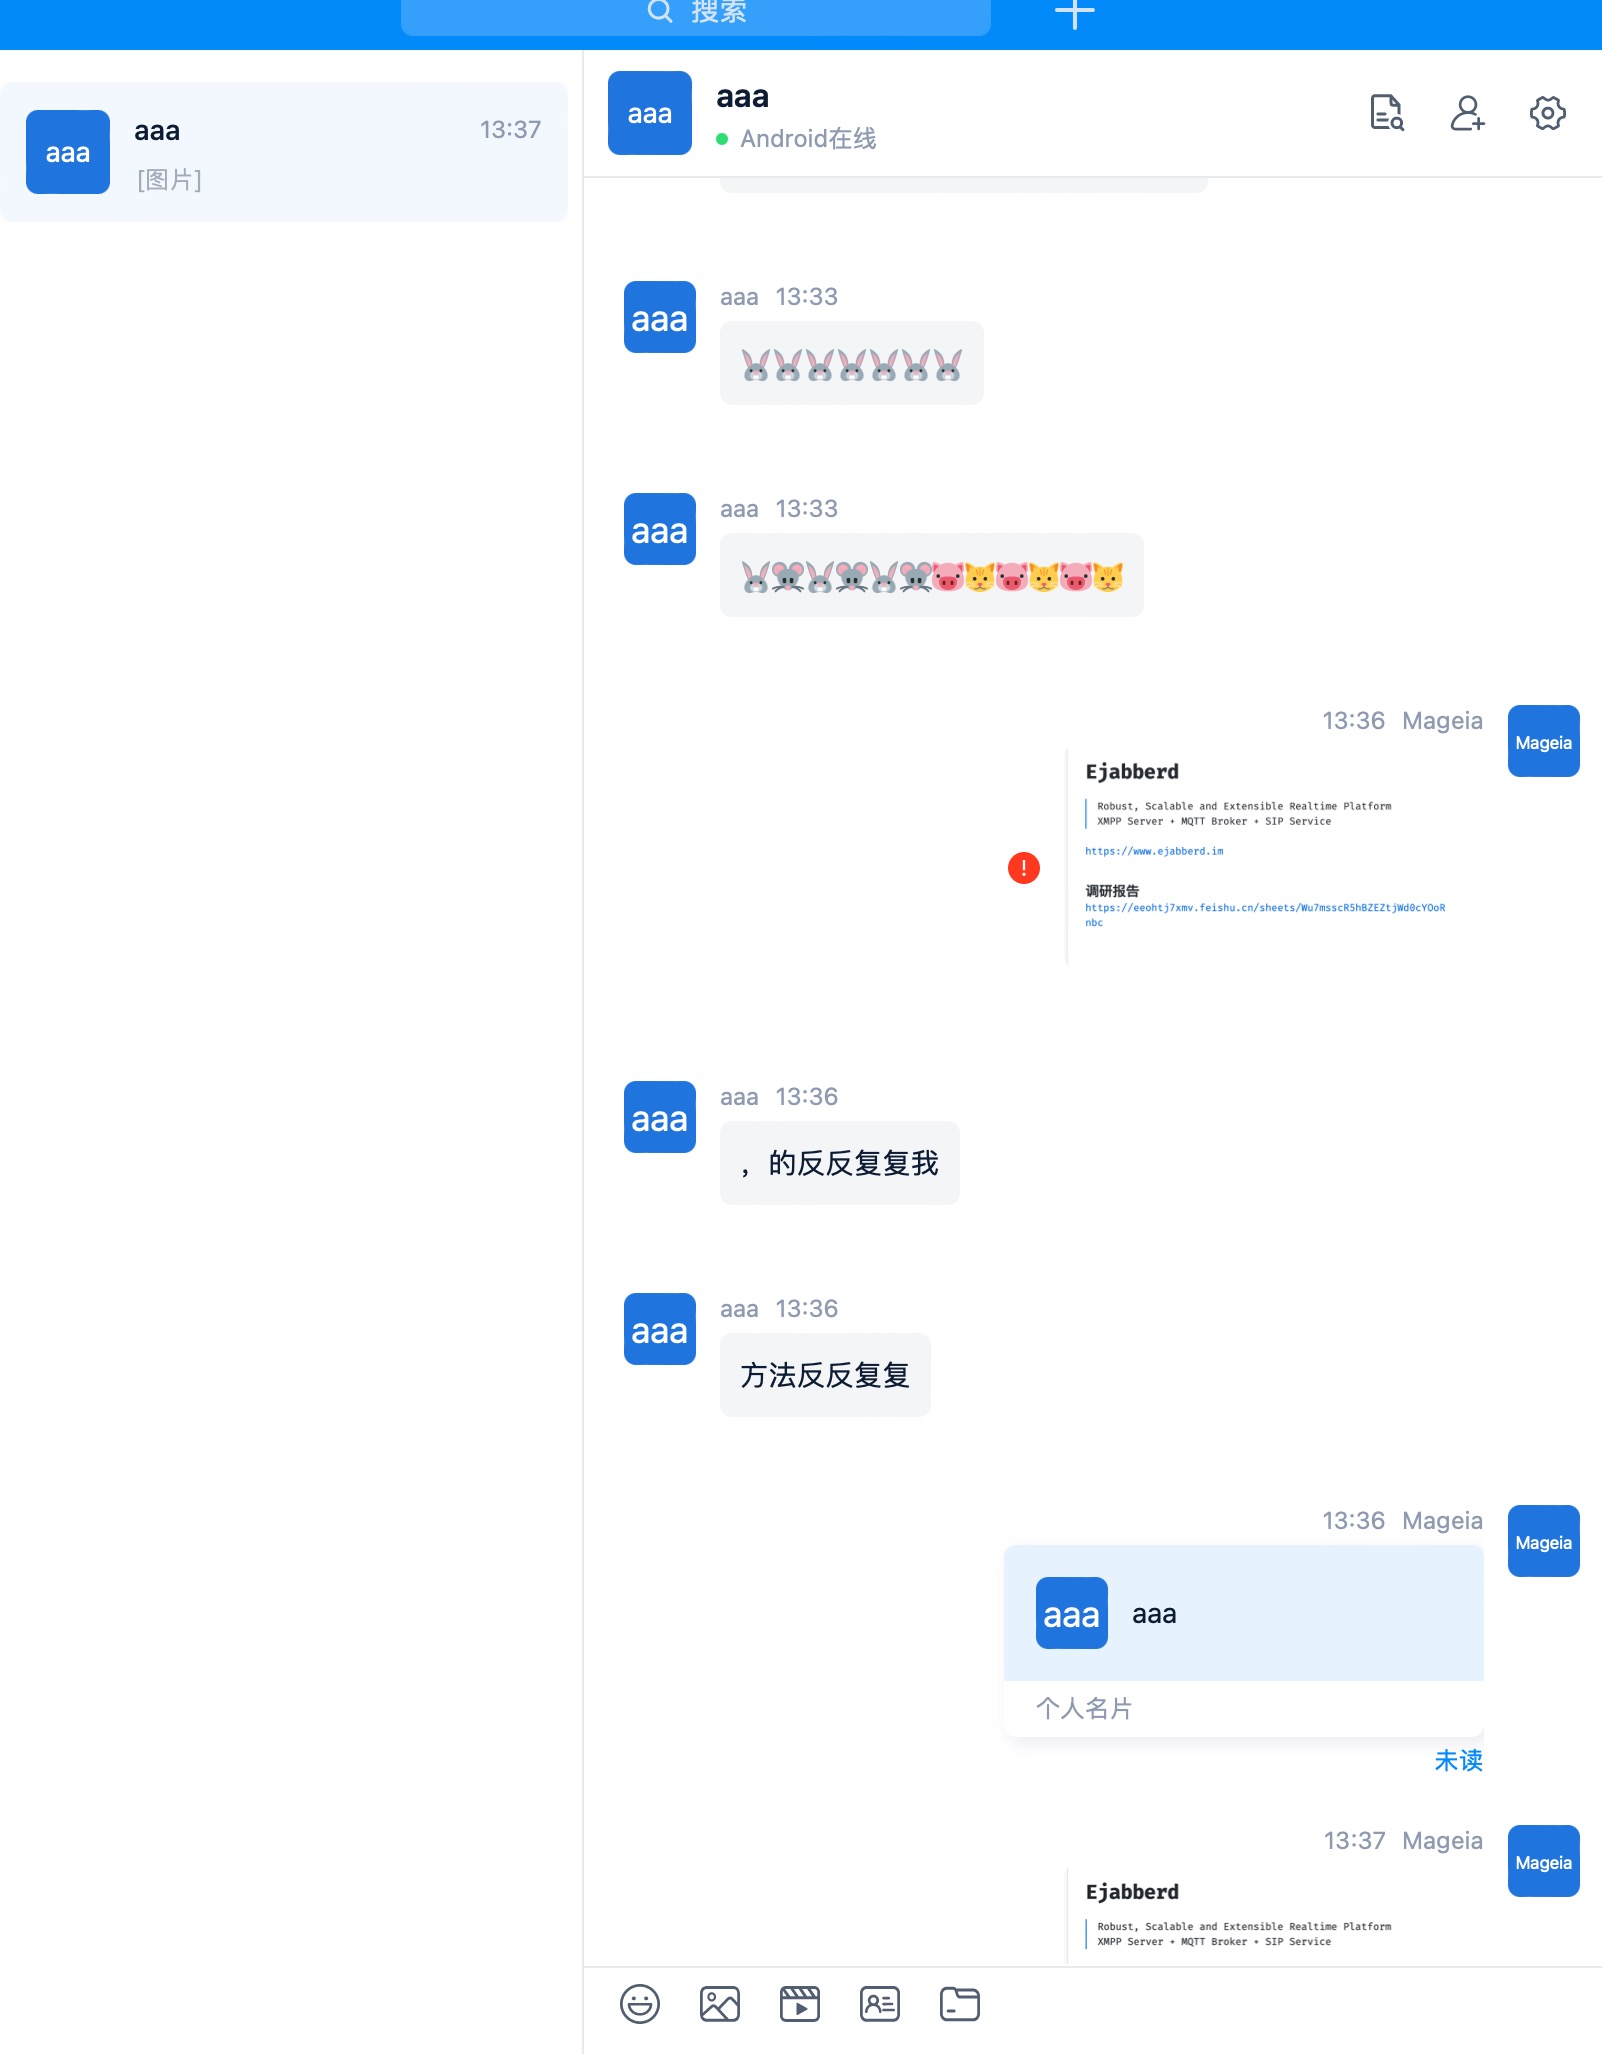 搜索
aaa
aaa
13:37
[图片]
aaa
aaa
Android在线
aaa
aaa 13:33
🐰🐰🐰🐰🐰🐰🐰
aaa
aaa 13:33
🐰🐭🐰🐭🐰🐭🐷🐱🐷🐱🐷🐱
13:36 Mageia
Mageia
Ejabberd
Robust, Scalable and Extensible Realtime Platform
XMPP Server + MQTT Broker + SIP Service
https://www.ejabberd.im
!
调研报告
https://eeohtj7xmv.feishu.cn/sheets/Wu7msscR5hBZEZtjWd0cYOoR
nbc
aaa
aaa 13:36
，的反反复复我
aaa
aaa 13:36
方法反反复复
13:36 Mageia
Mageia
aaa
aaa
个人名片
未读
13:37 Mageia
Mageia
Ejabberd
Robust, Scalable and Extensible Realtime Platform
XMPP Server + MQTT Broker + SIP Service